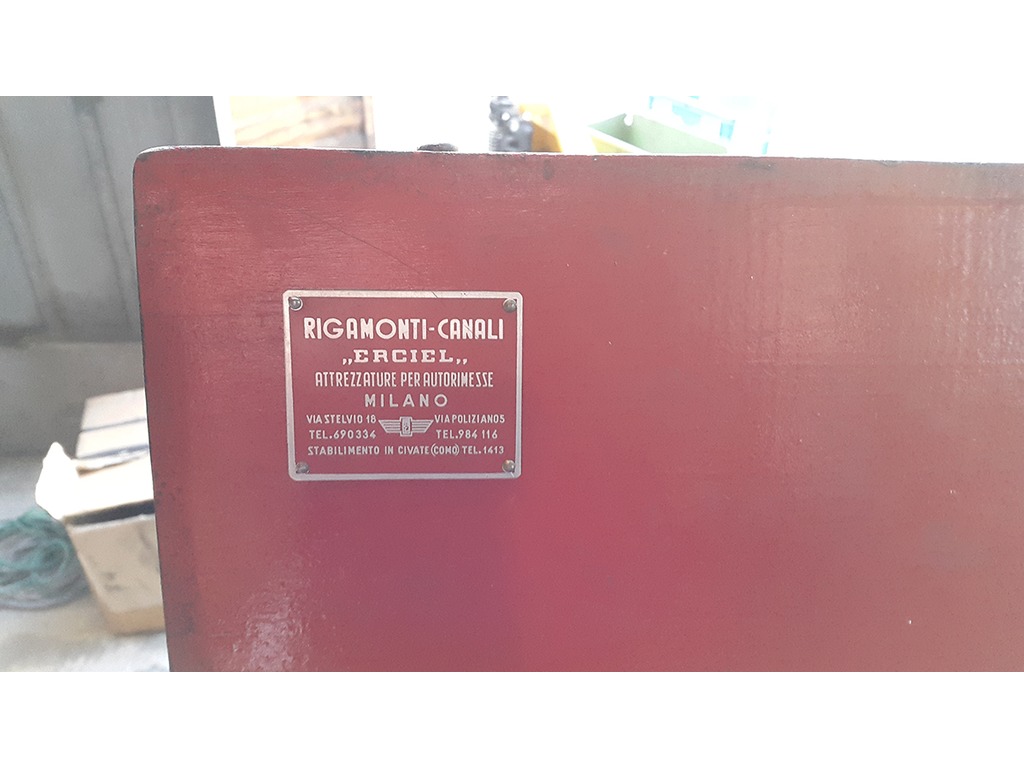 RIGAMONTI-CANALI
„ERCIEL„
ATTREZZATURE PER AUTORIMESSE
MILANO
VIA STELVIO 18 VIA POLIZIANO 5
TEL.690334 TEL.984 116
STABILIMENTO IN CIVATE (COMO) TEL.1413